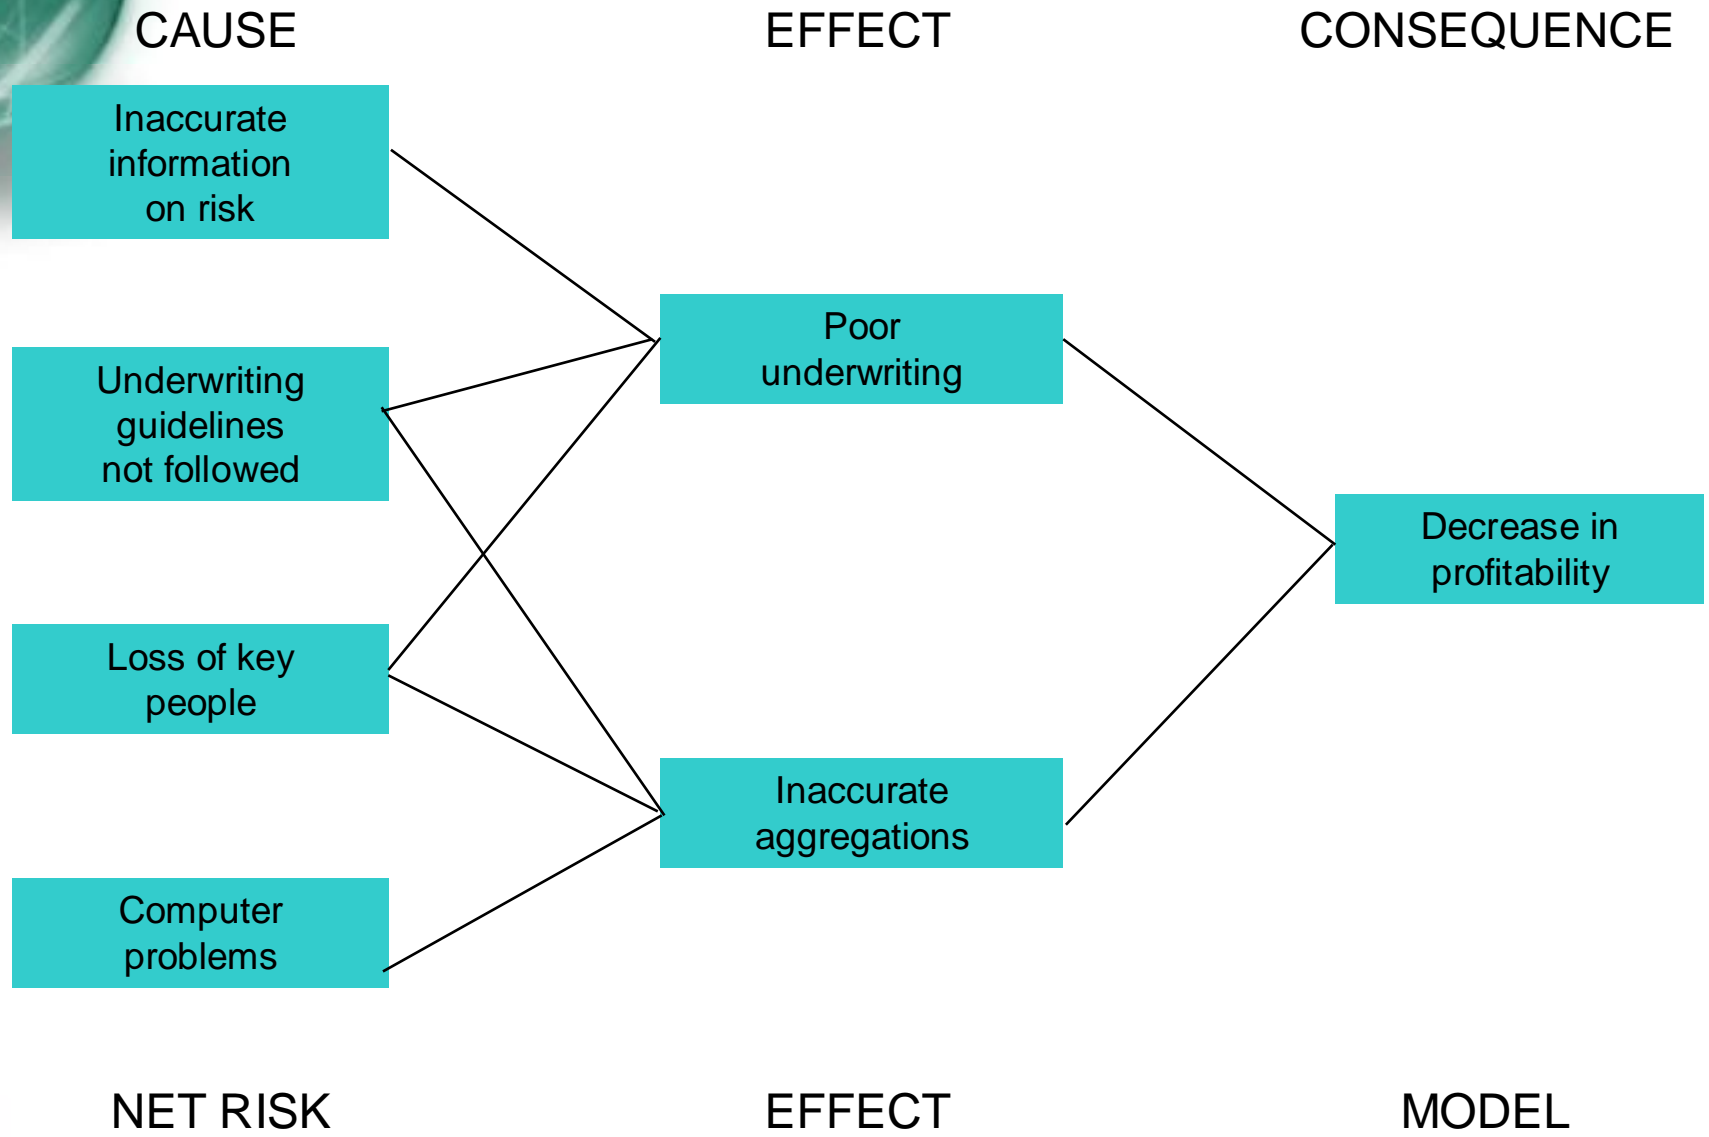 CAUSE
EFFECT
CONSEQUENCE
Inaccurate
information
on risk
Underwriting
guidelines
not followed
Loss of key
people
Computer
problems
Poor
underwriting
Inaccurate
aggregations
Decrease in
profitability
NET RISK
EFFECT
MODEL